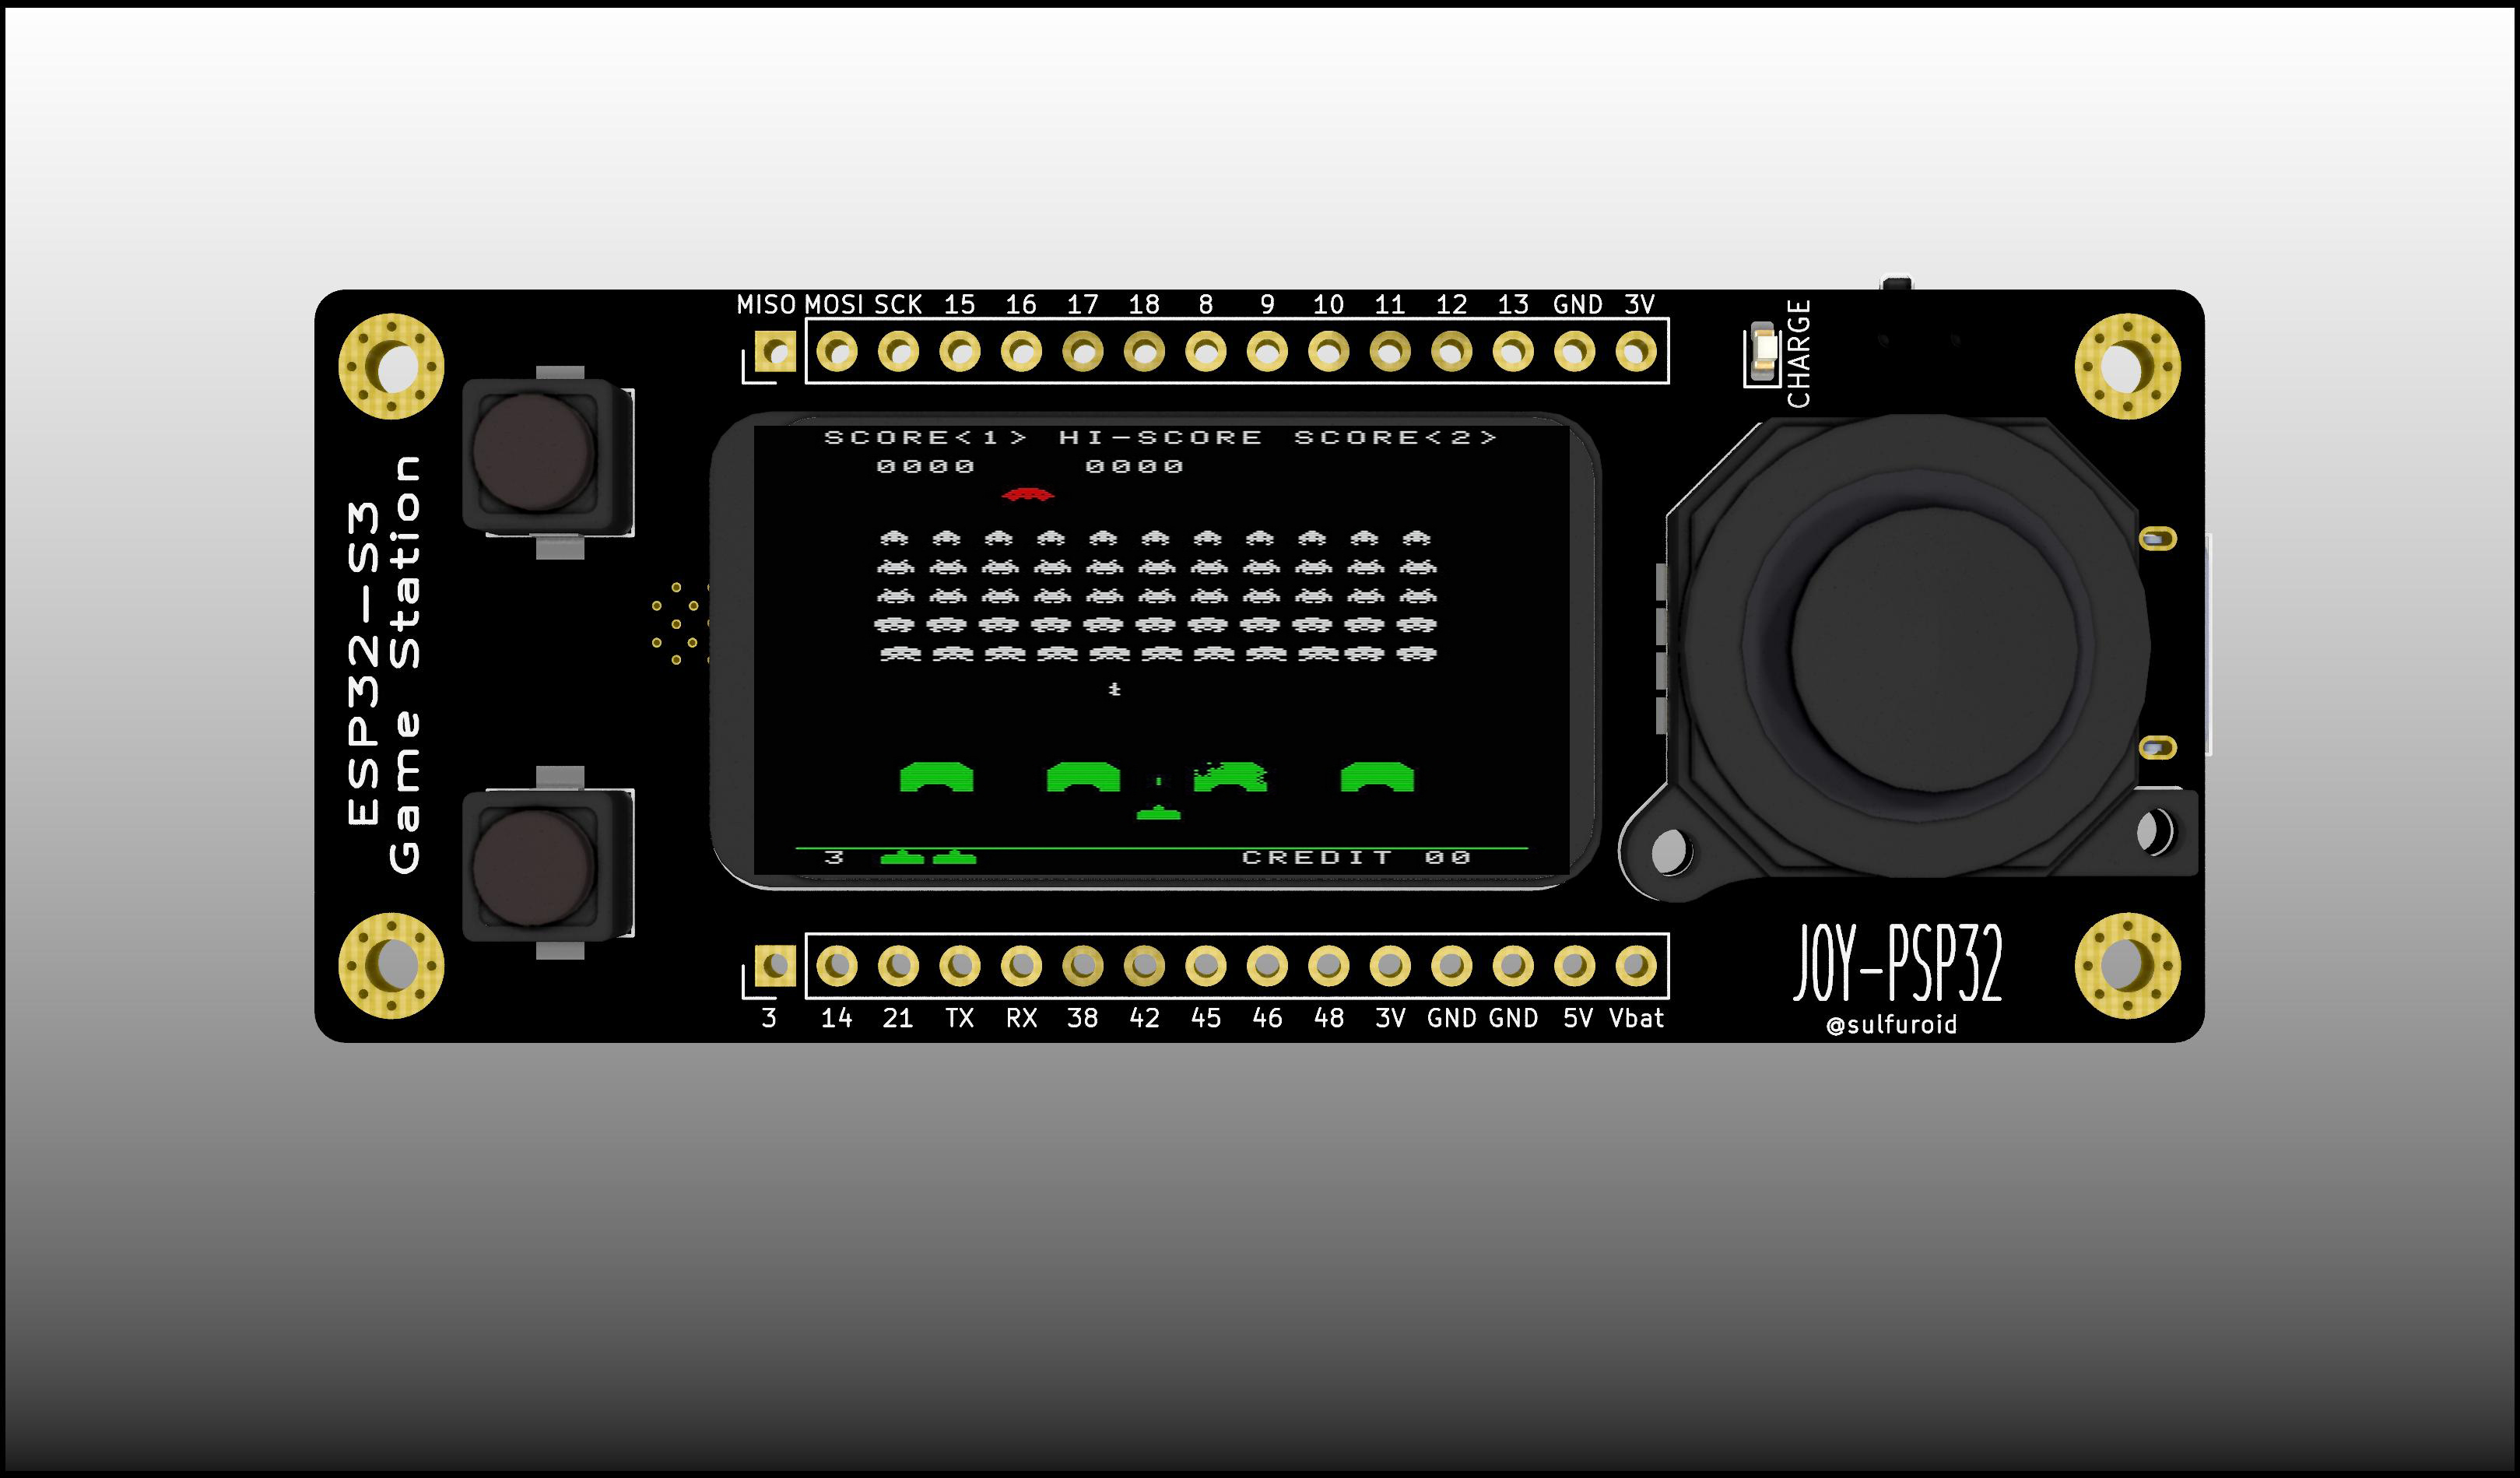 MISO MOSI SCK 15 16 17 18 8 9 10 11 12 13 GND 3V
CHARGE
ESP32-S3
Game Station
SCORE<1> HI-SCORE SCORE<2>
0000 0000
3 CREDIT 00
3 14 21 TX RX 38 42 45 46 48 3V GND GND 5V Vbat
JOY-PSP32
@sulfuroid